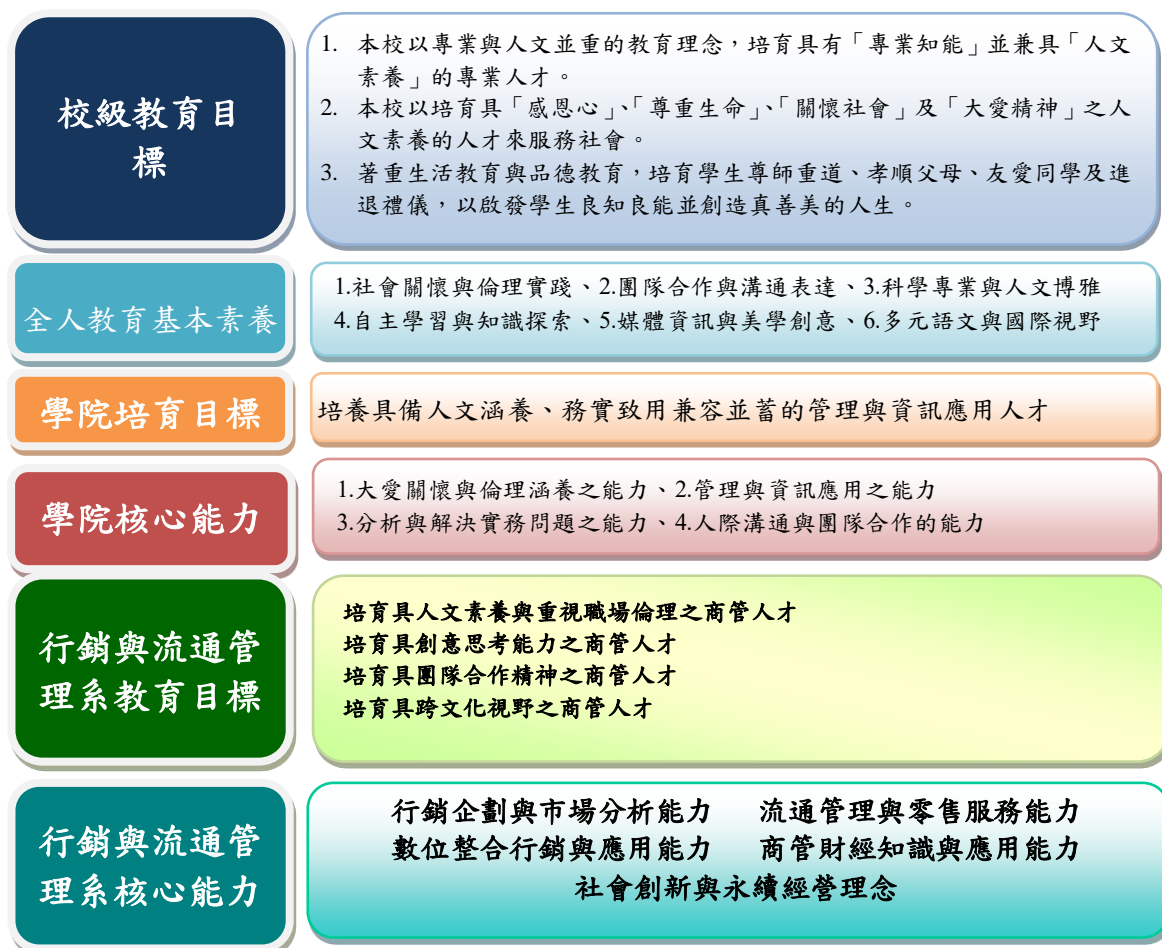 校級教育目
標
1. 本校以專業與人文並重的教育理念，培育具有「專業知能」並兼具「人文
素養」的專業人才。
2. 本校以培育具「感恩心」、「尊重生命」、「關懷社會」及「大愛精神」之人
文素養的人才來服務社會。
3. 著重生活教育與品德教育，培育學生尊師重道、孝順父母、友愛同學及進
退禮儀，以啟發學生良知良能並創造真善美的人生。
全人教育基本素養
1.社會關懷與倫理實踐、2.團隊合作與溝通表達、3.科學專業與人文博雅
4.自主學習與知識探索、5.媒體資訊與美學創意、6.多元語文與國際視野
學院培育目標
培養具備人文涵養、務實致用兼容並蓄的管理與資訊應用人才
學院核心能力
1.大愛關懷與倫理涵養之能力、2.管理與資訊應用之能力
3.分析與解決實務問題之能力、4.人際溝通與團隊合作的能力
行銷與流通管
理系教育目標
培育具人文素養與重視職場倫理之商管人才
培育具創意思考能力之商管人才
培育具團隊合作精神之商管人才
培育具跨文化視野之商管人才
行銷與流通管
理系核心能力
行銷企劃與市場分析能力 流通管理與零售服務能力
數位整合行銷與應用能力 商管財經知識與應用能力
社會創新與永續經營理念